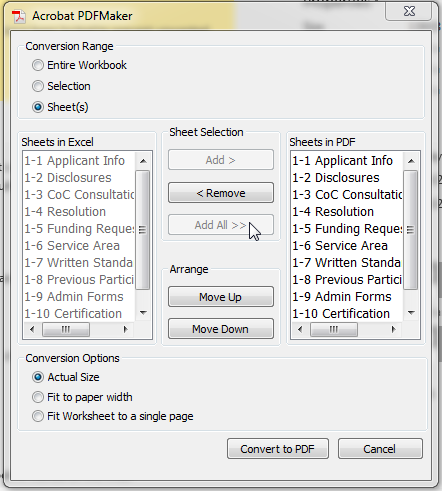 Acrobat PDFMaker
Conversion Range
Entire Workbook
Selection
Sheet(s)
Sheets in Excel
1-1 Applicant Info
1-2 Disclosures
1-3 CoC Consultatio
1-4 Resolution
1-5 Funding Reques
1-6 Service Area
1-7 Written Standa
1-8 Previous Partici
1-9 Admin Forms
1-10 Certification
Sheet Selection
Add >
< Remove
Add All >>
Arrange
Move Up
Move Down
Sheets in PDF
1-1 Applicant Info
1-2 Disclosures
1-3 CoC Consultatio
1-4 Resolution
1-5 Funding Reques
1-6 Service Area
1-7 Written Standa
1-8 Previous Partici
1-9 Admin Forms
1-10 Certification
Conversion Options
Actual Size
Fit to paper width
Fit Worksheet to a single page
Convert to PDF
Cancel